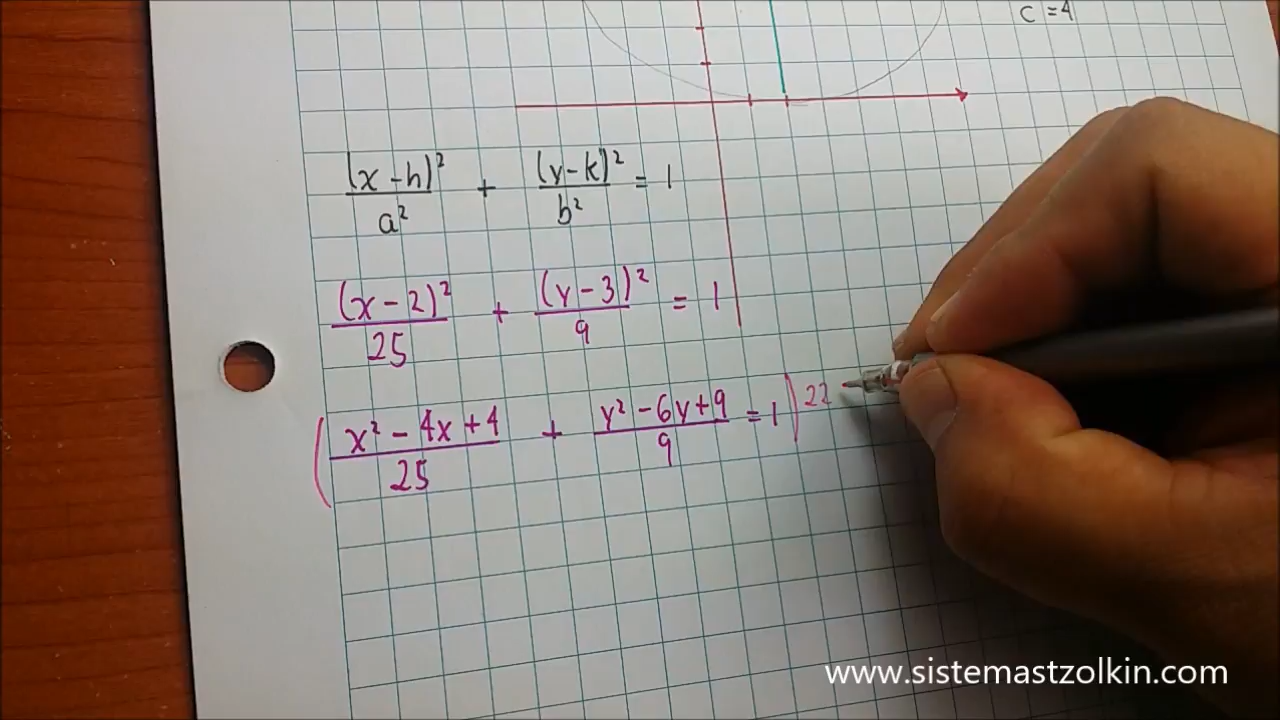 c = 4
(x - h)² / a² + (y - k)² / b² = 1
(x - 2)² / 25 + (y - 3)² / 9 = 1
(x² - 4x + 4 / 25 + y² - 6y + 9 / 9 = 1) 22
www.sistemastzolkin.com